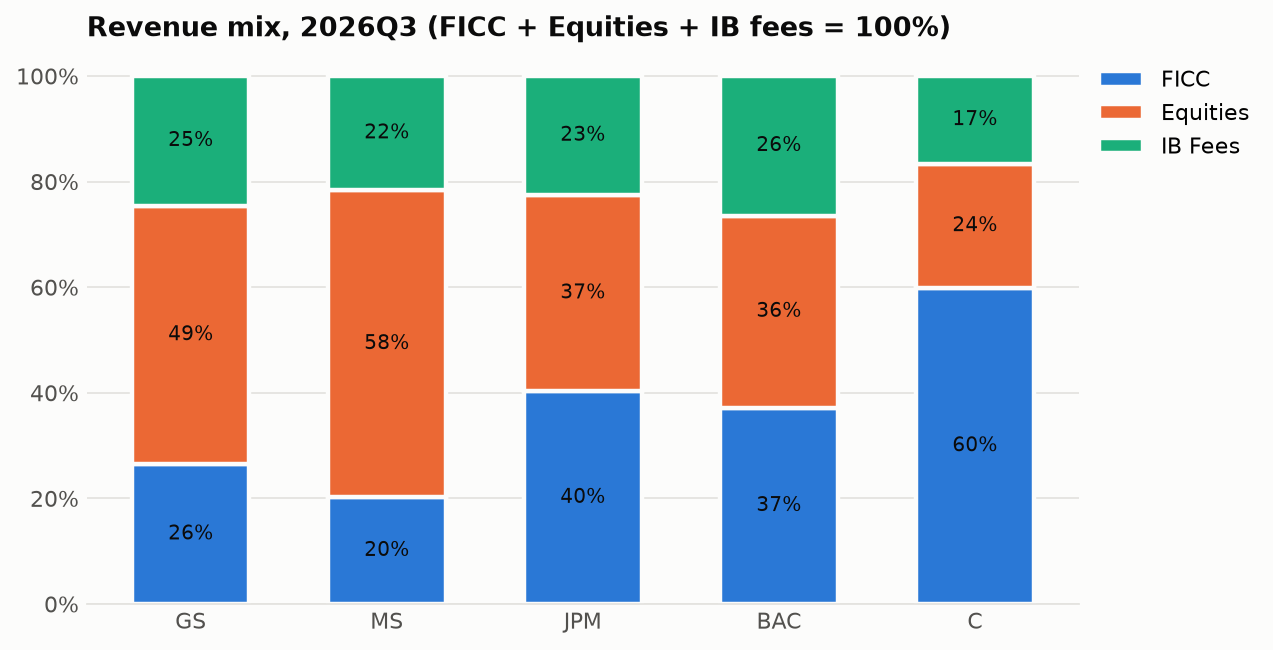 Revenue mix, 2026Q3 (FICC + Equities + IB fees = 100%)
100%
80%
60%
40%
20%
0%
25%
49%
26%
22%
58%
20%
23%
37%
40%
26%
36%
37%
17%
24%
60%
GS
MS
JPM
BAC
C
FICC
Equities
IB Fees